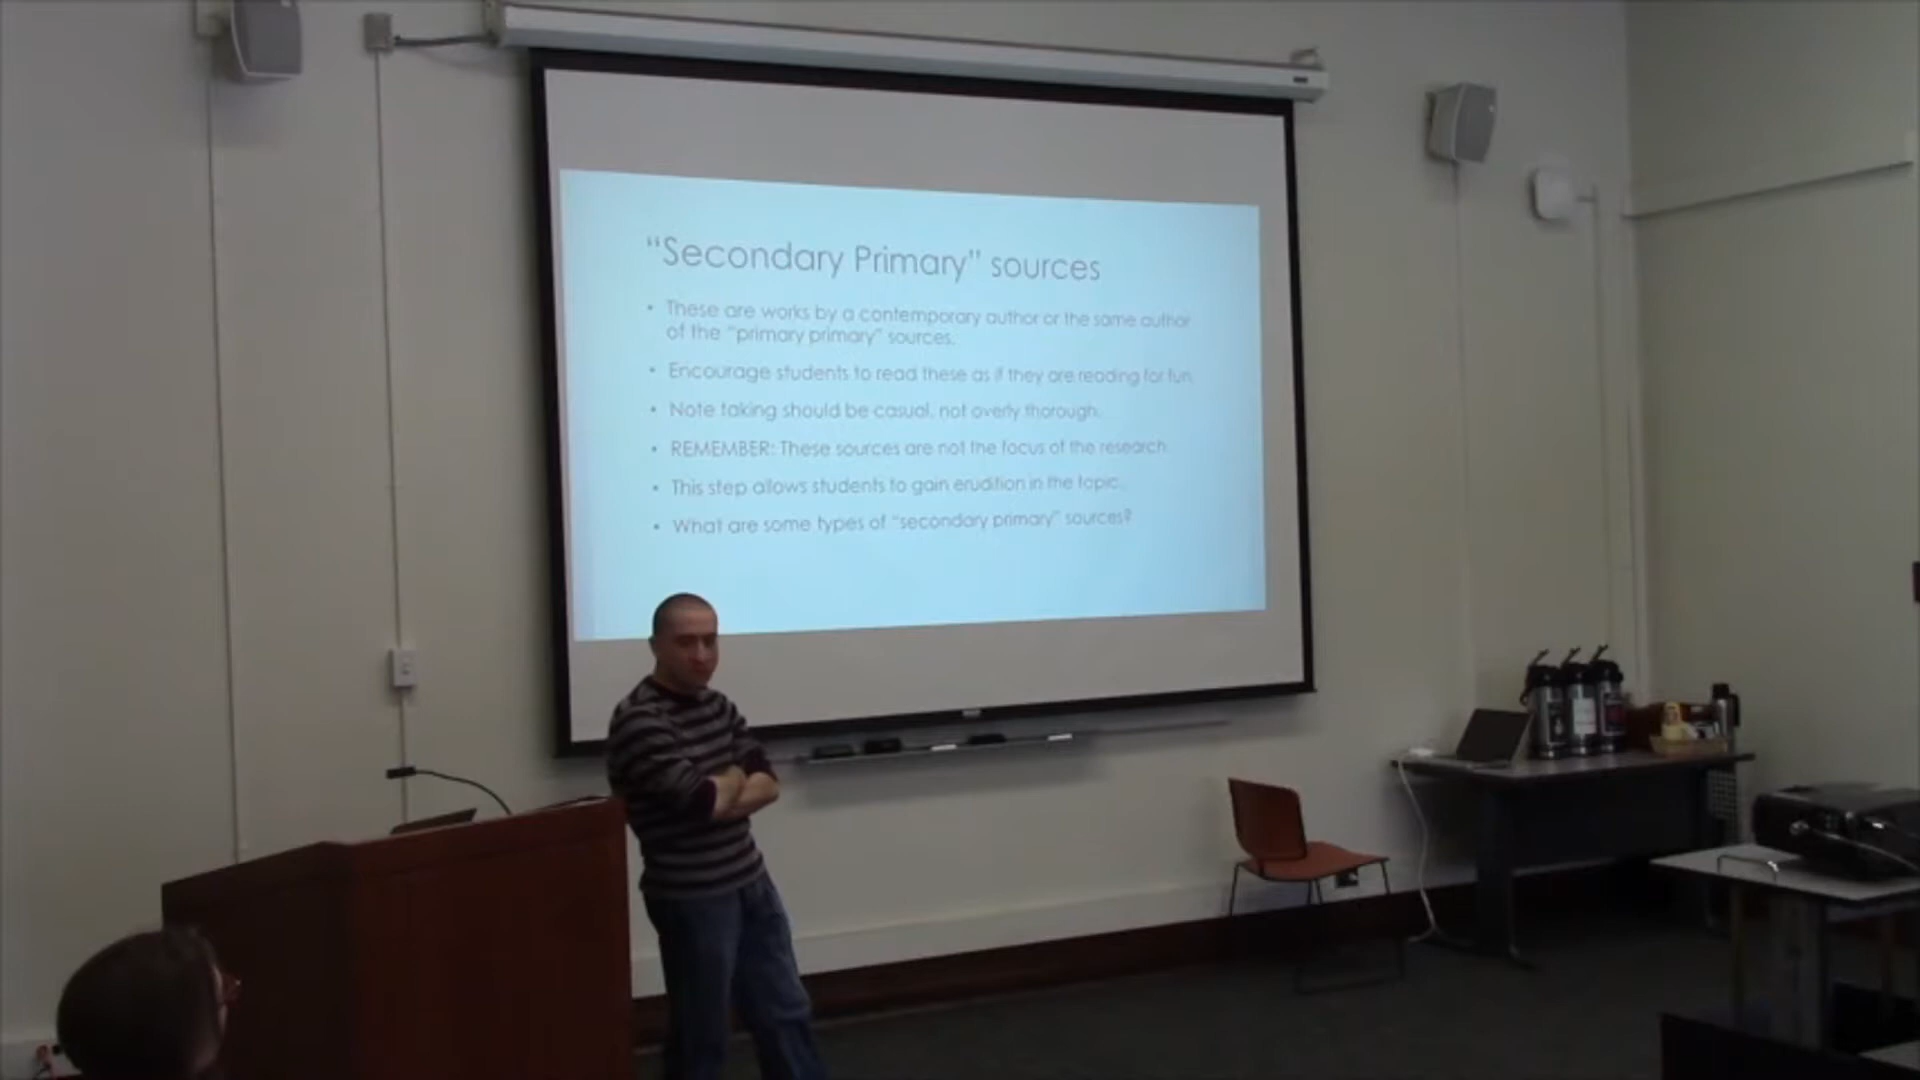 “Secondary Primary” sources
• These are works by a contemporary author or the same author
of the “primary primary” sources.
• Encourage students to read these as if they are reading for fun.
• Note taking should be casual, not overly thorough.
• REMEMBER: These sources are not the focus of the research.
• This step allows students to gain erudition in the topic.
• What are some types of “secondary primary” sources?